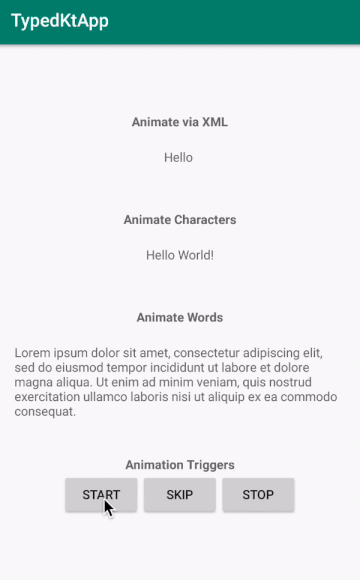 TypedKtApp
Animate via XML
Hello
Animate Characters
Hello World!
Animate Words
Lorem ipsum dolor sit amet, consectetur adipiscing elit,
sed do eiusmod tempor incididunt ut labore et dolore
magna aliqua. Ut enim ad minim veniam, quis nostrud
exercitation ullamco laboris nisi ut aliquip ex ea commodo
consequat.
Animation Triggers
START SKIP STOP